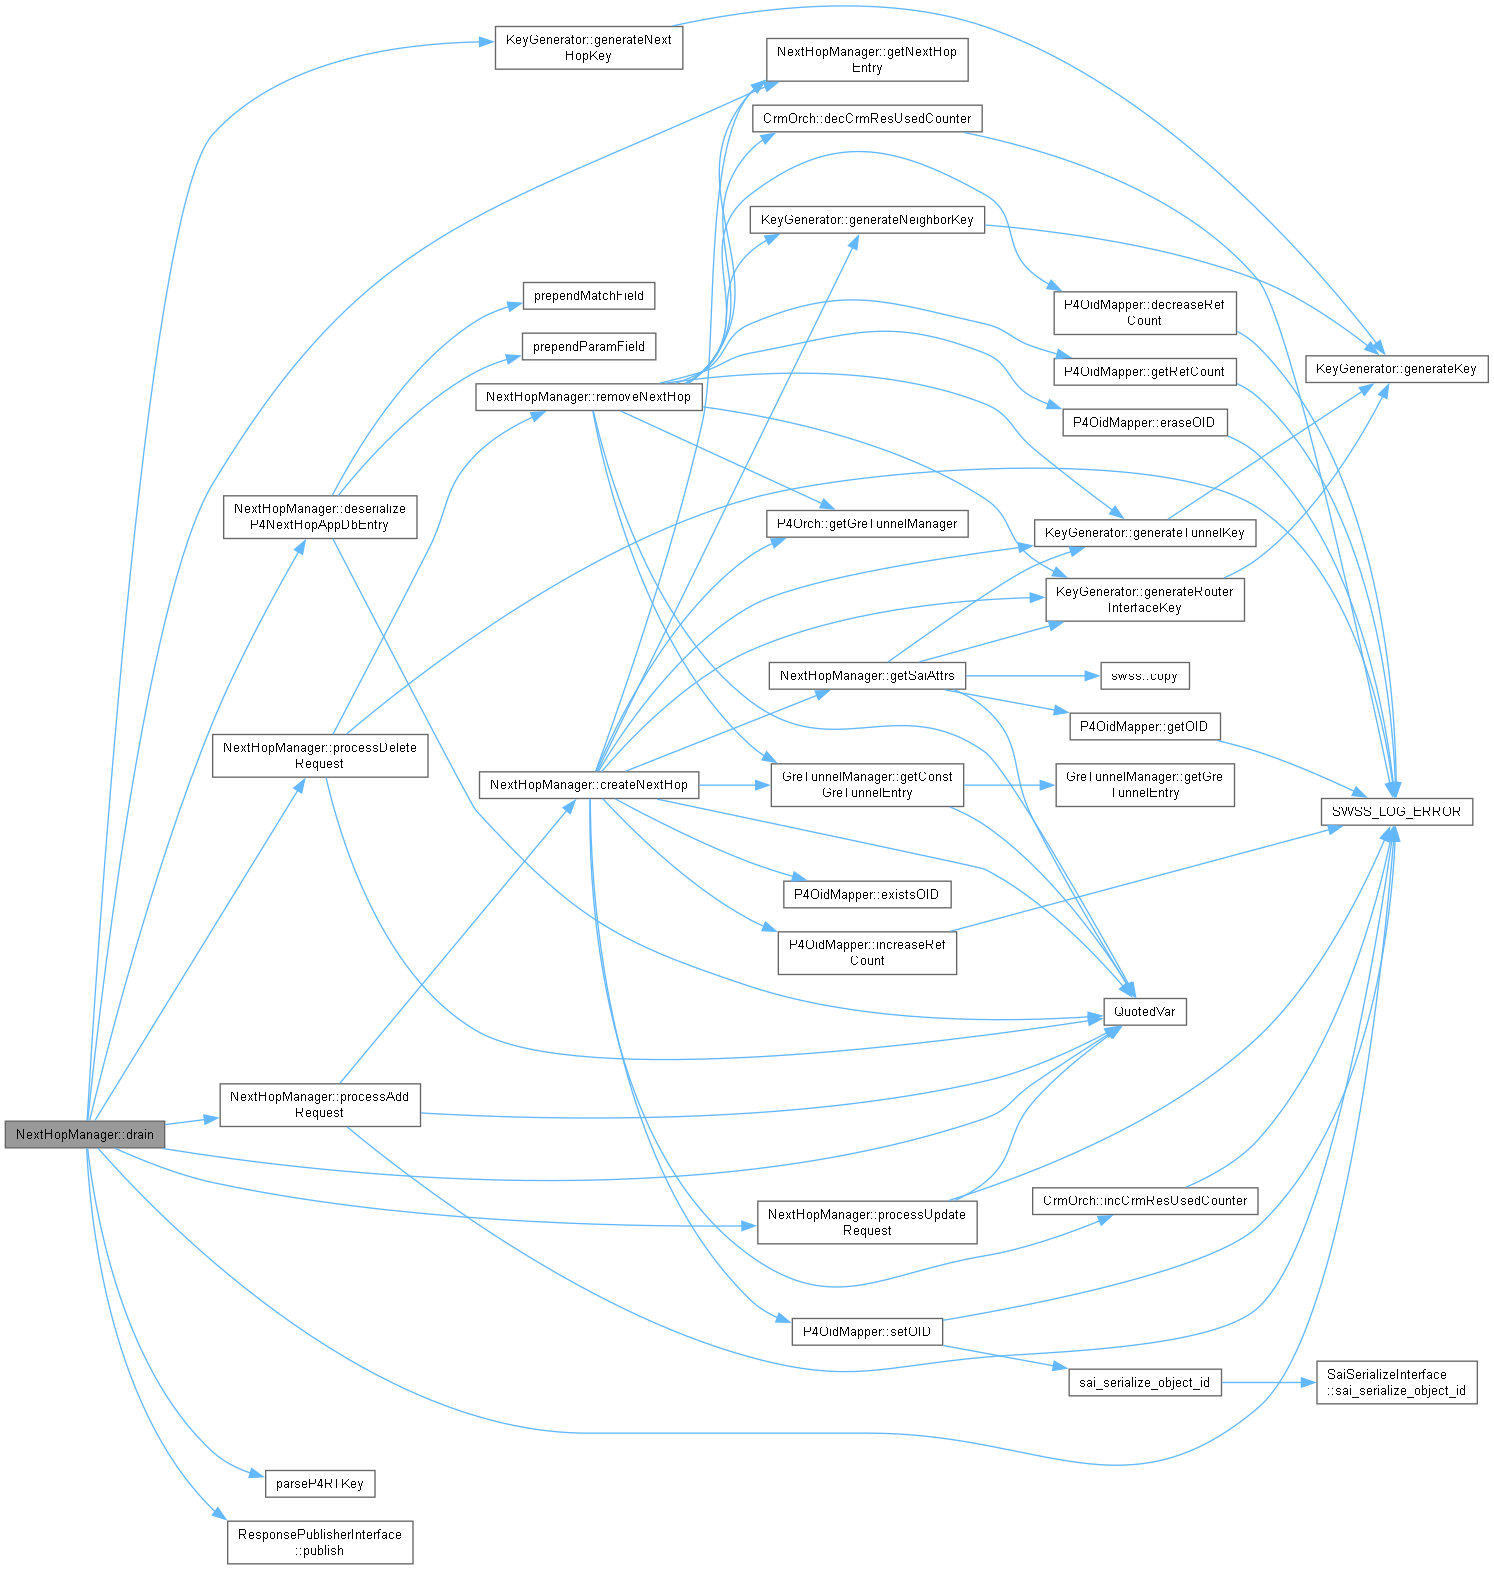 KeyGenerator::generateNext
HopKey
NextHopManager::getNextHop
Entry
CrmOrch::decCrmResUsedCounter
KeyGenerator::generateNeighborKey
prependMatchField
P4OidMapper::decreaseRef
Count
prependParamField
P4OidMapper::getRefCount
KeyGenerator::generateKey
NextHopManager::removeNextHop
P4OidMapper::eraseOID
NextHopManager::deserialize
P4NextHopAppDbEntry
P4Orch::getGreTunnelManager
KeyGenerator::generateTunnelKey
KeyGenerator::generateRouter
InterfaceKey
NextHopManager::getSaiAttrs
swss::copy
P4OidMapper::getOID
NextHopManager::processDelete
Request
NextHopManager::createNextHop
GreTunnelManager::getConst
GreTunnelEntry
GreTunnelManager::getGre
TunnelEntry
SWSS_LOG_ERROR
P4OidMapper::existsOID
P4OidMapper::increaseRef
Count
QuotedVar
NextHopManager::processAdd
Request
NextHopManager::drain
CrmOrch::incCrmResUsedCounter
NextHopManager::processUpdate
Request
P4OidMapper::setOID
sai_serialize_object_id
SaiSerializeInterface
::sai_serialize_object_id
parseP4RTKey
ResponsePublisherInterface
::publish